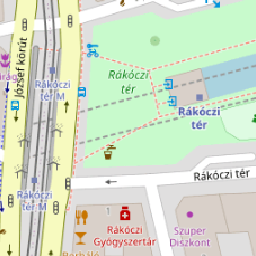 József körút
Rákóczi
tér M
Rákóczi
tér
Rákóczi
tér
Rákóczi
tér M
Rákóczi tér
Rákóczi
Gyógyszertár
Szuper
Diszkont